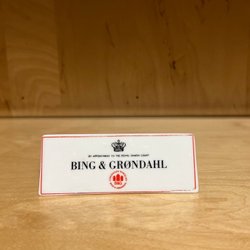 BY APPOINTMENT TO THE ROYAL DANISH COURT
BING & GRØNDAHL